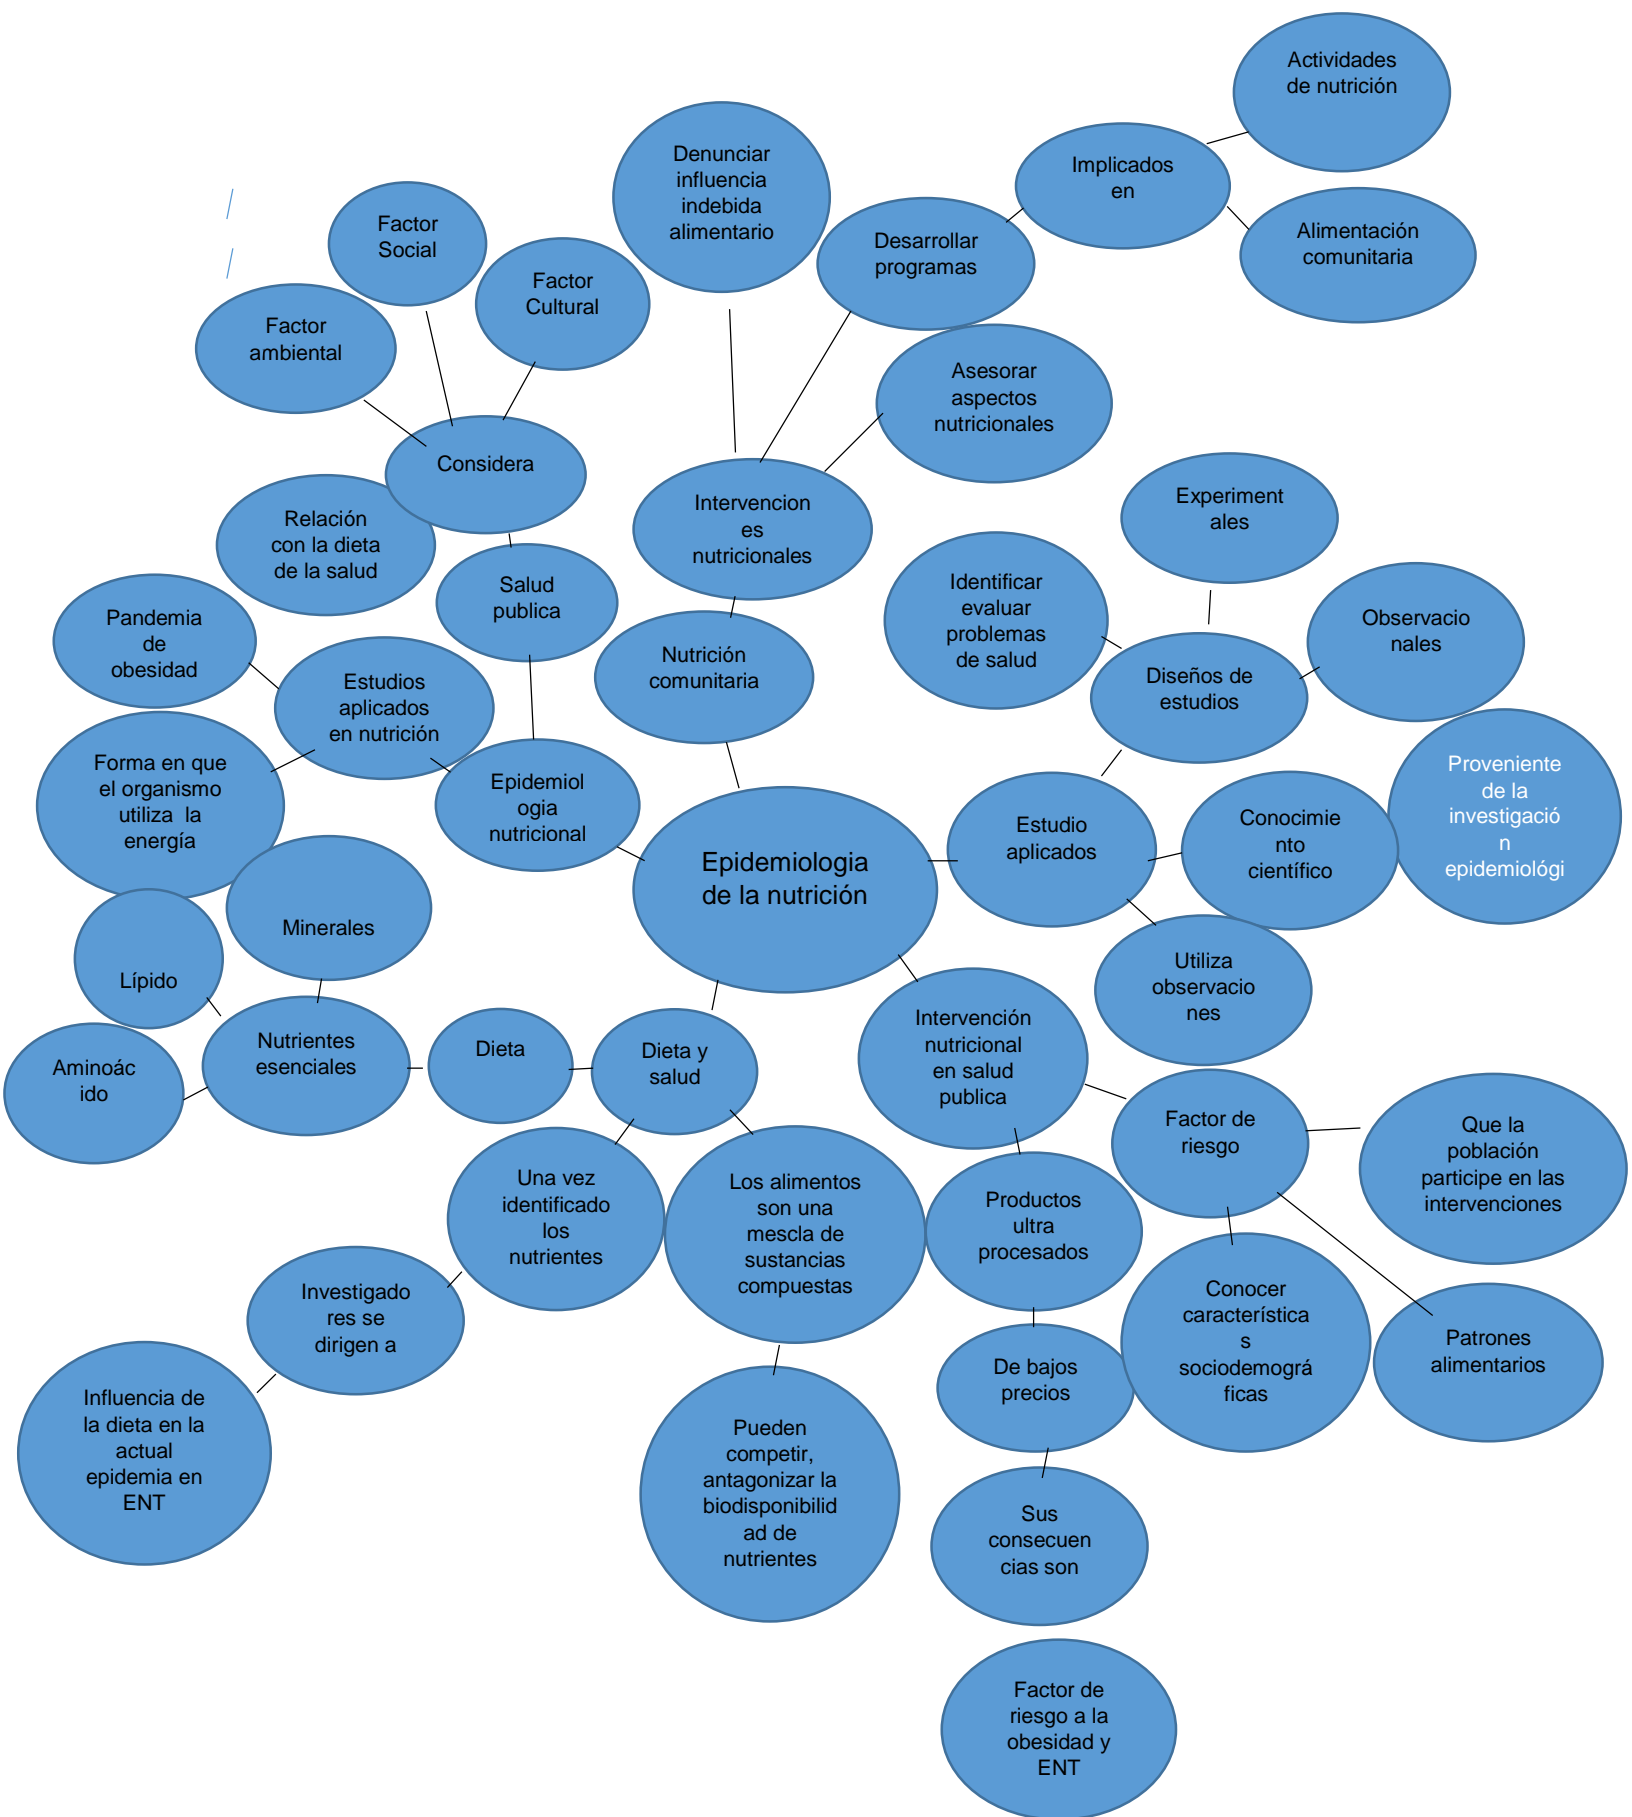 Actividades
de nutrición
Denunciar
influencia
indebida
alimentario
Implicados
en
Factor
Social
Desarrollar
programas
Alimentación
comunitaria
Factor
Cultural
Factor
ambiental
Asesorar
aspectos
nutricionales
Considera
Intervencion
es
nutricionales
Experiment
ales
Relación
con la dieta
de la salud
Salud
publica
Identificar
evaluar
problemas
de salud
Pandemia
de
obesidad
Observacio
nales
Nutrición
comunitaria
Estudios
aplicados
en nutrición
Diseños de
estudios
Forma en que
el organismo
utiliza  la
energía
Epidemiol
ogia
nutricional
Proveniente
de la
investigació
n
epidemiológi
Estudio
aplicados
Conocimie
nto
científico
Epidemiologia
de la nutrición
Minerales
Lípido
Utiliza
observacio
nes
Intervención
nutricional
en salud
publica
Nutrientes
esenciales
Dieta
Dieta y
salud
Aminoác
ido
Factor de
riesgo
Que la
población
participe en las
intervenciones
Una vez
identificado
los
nutrientes
Los alimentos
son una
mescla de
sustancias
compuestas
Productos
ultra
procesados
Investigado
res se
dirigen a
Conocer
característica
s
sociodemográ
ficas
Patrones
alimentarios
De bajos
precios
Influencia de
la dieta en la
actual
epidemia en
ENT
Pueden
competir,
antagonizar la
biodisponibilid
ad de
nutrientes
Sus
consecuen
cias son
Factor de
riesgo a la
obesidad y
ENT